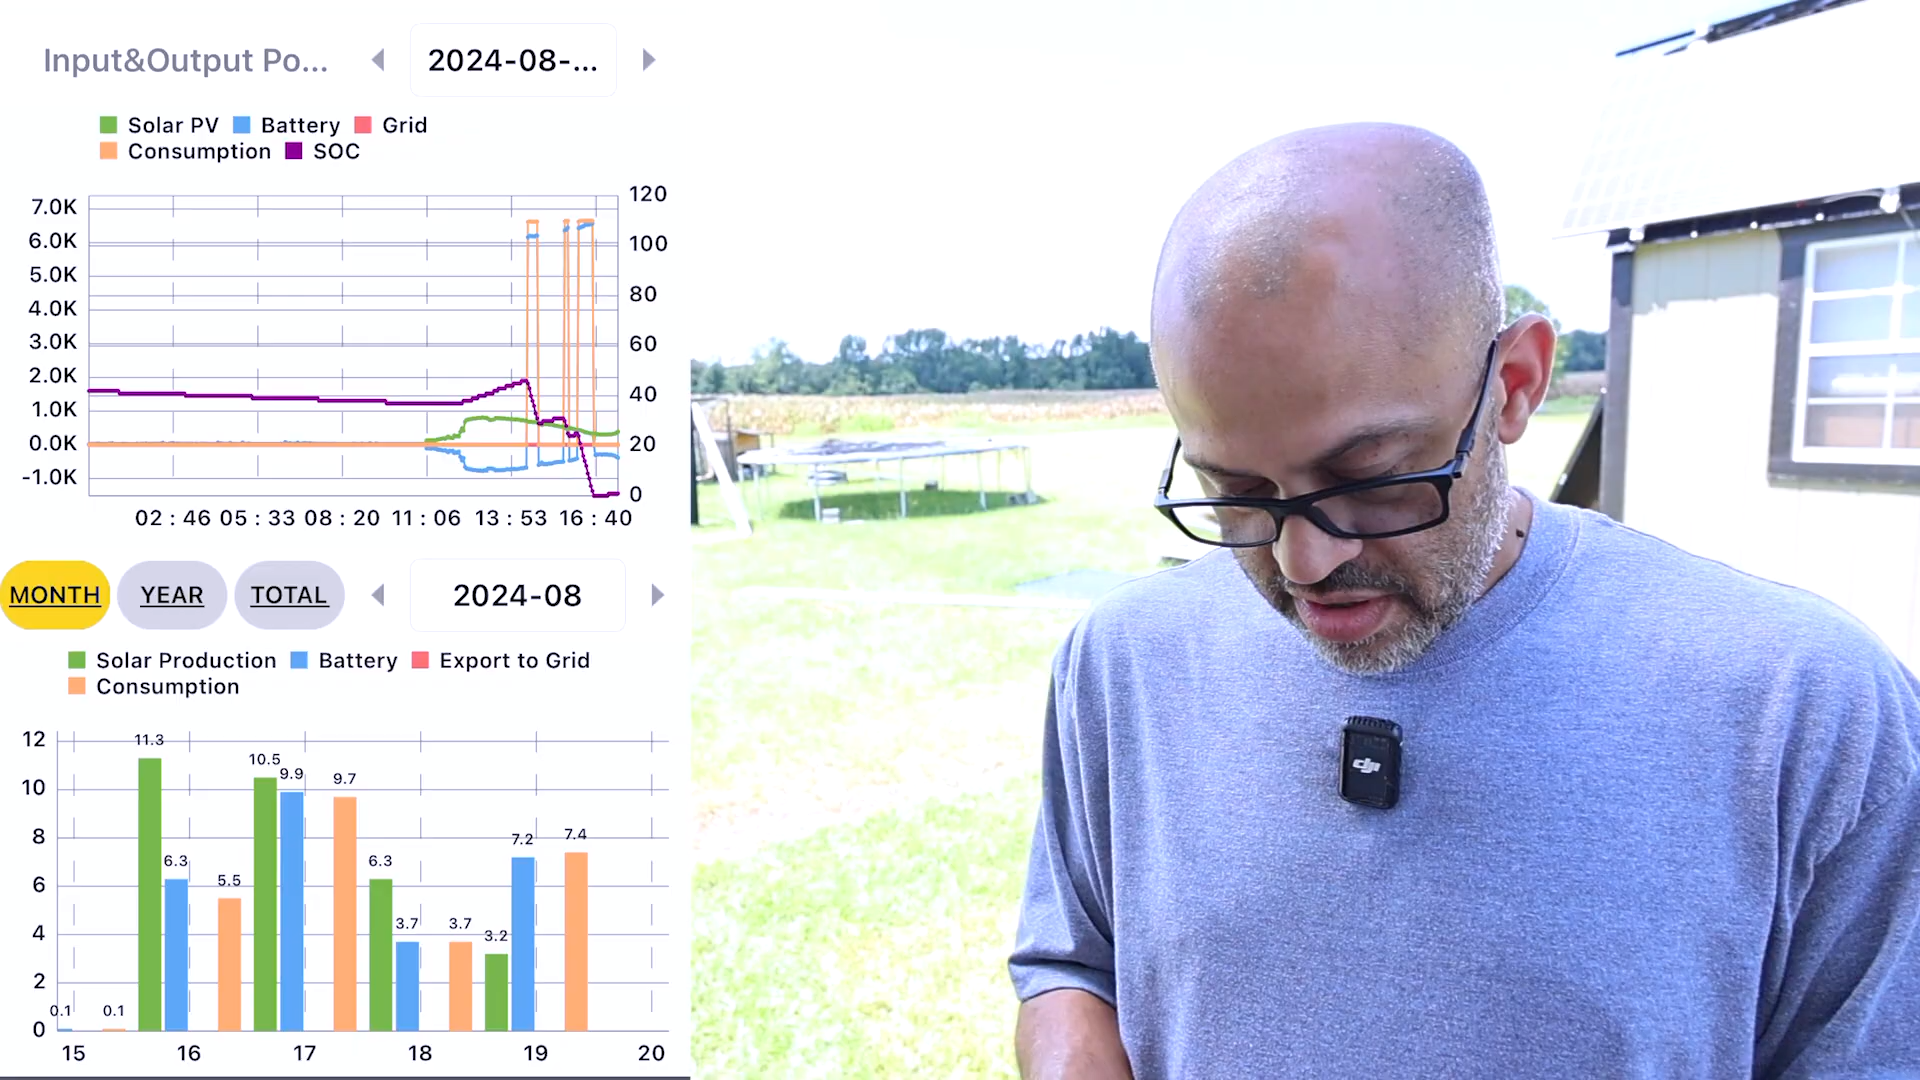 Input&Output Po... 2024-08-...
Solar PV Battery Grid
Consumption SOC
7.0K
6.0K
5.0K
4.0K
3.0K
2.0K
1.0K
0.0K
-1.0K
120
100
80
60
40
20
0
02:46 05:33 08:20 11:06 13:53 16:40
MONTH YEAR TOTAL 2024-08
Solar Production Battery Export to Grid
Consumption
12
10
8
6
4
2
0
0.1 0.1 11.3 6.3 5.5 10.5 9.9 9.7 6.3 3.7 3.7 3.2 7.2 7.4
15 16 17 18 19 20
dji